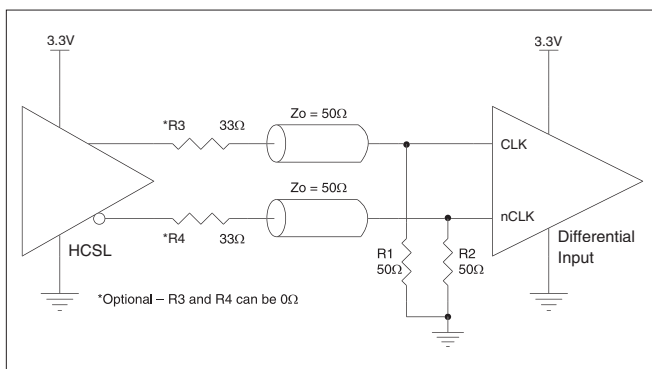 3.3V
3.3V
*R3 33Ω
Zo = 50Ω
CLK
Zo = 50Ω
nCLK
*R4 33Ω
HCSL
R1
50Ω
R2
50Ω
Differential
Input
*Optional – R3 and R4 can be 0Ω